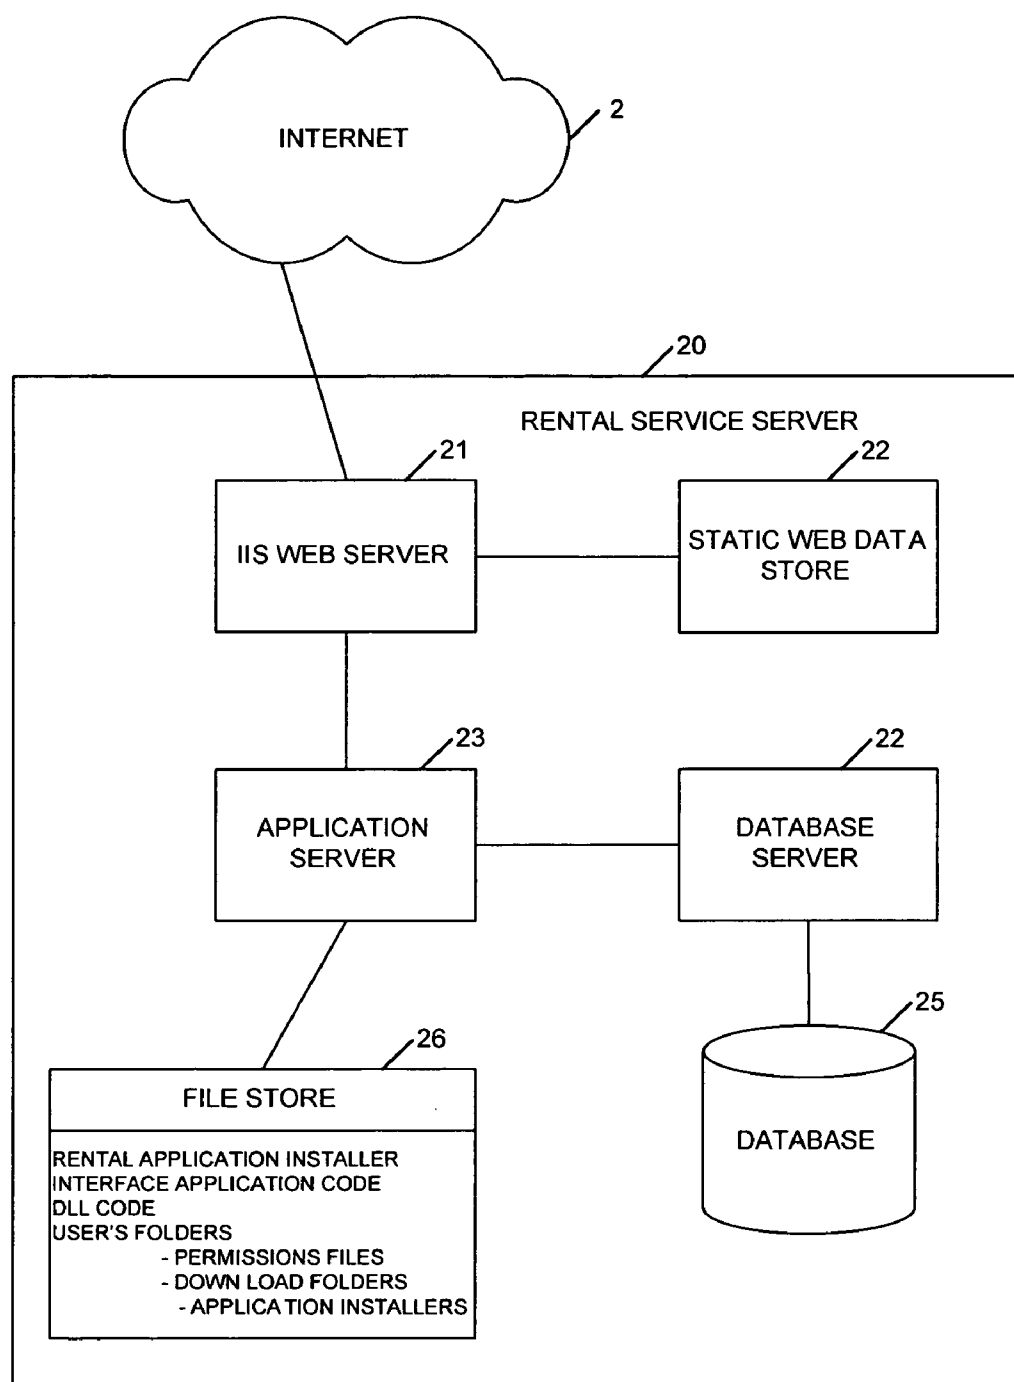 INTERNET
2
20
RENTAL SERVICE SERVER
21
22
IIS WEB SERVER
STATIC WEB DATA
STORE
23
22
APPLICATION
SERVER
DATABASE
SERVER
25
26
FILE STORE
DATABASE
RENTAL APPLICATION INSTALLER
INTERFACE APPLICATION CODE
DLL CODE
USER'S FOLDERS
- PERMISSIONS FILES
- DOWN LOAD FOLDERS
- APPLICATION INSTALLERS